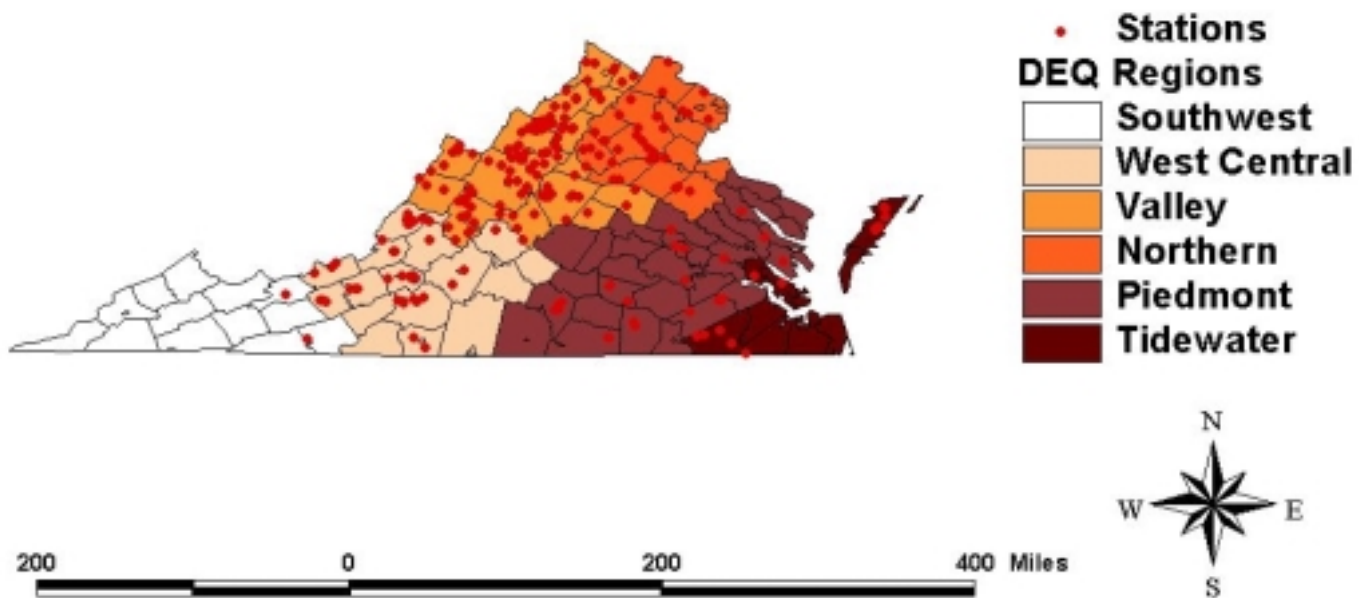 Stations
DEQ Regions
Southwest
West Central
Valley
Northern
Piedmont
Tidewater
N
W E
S
200 0 200 400 Miles